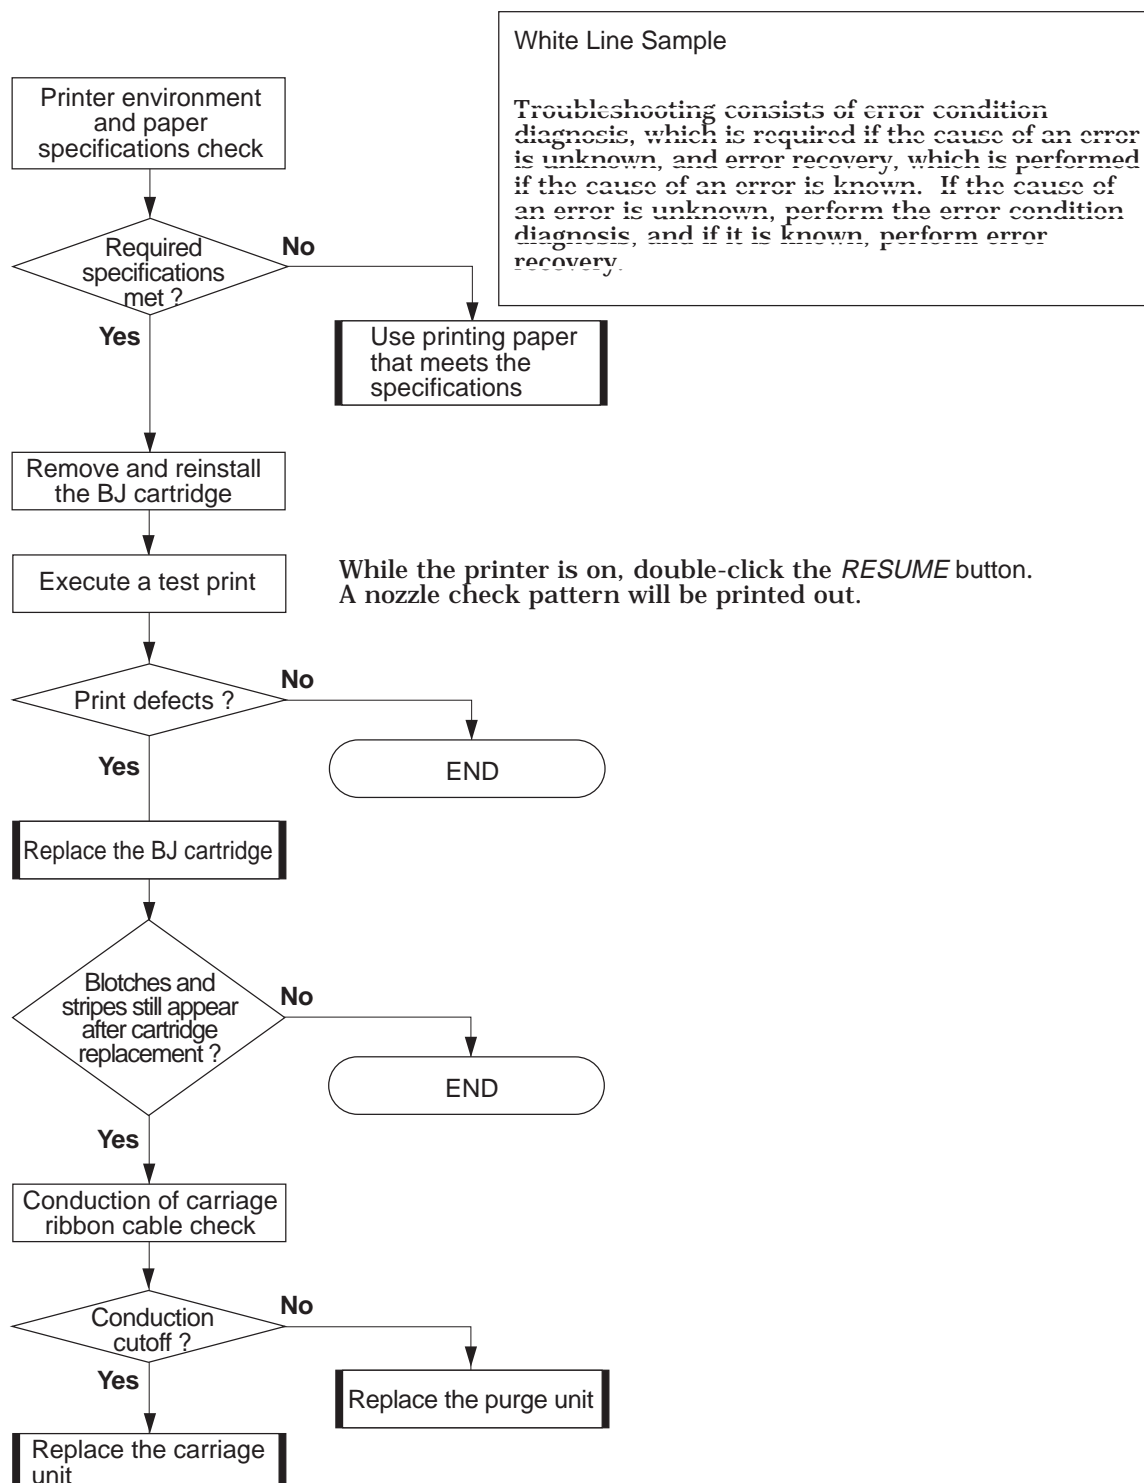 White Line Sample
Troubleshooting consists of error condition
diagnosis, which is required if the cause of an error
is unknown, and error recovery, which is performed
if the cause of an error is known.  If the cause of
an error is unknown, perform the error condition
diagnosis, and if it is known, perform error
recovery.
Printer environment
and paper
specifications check
Required
specifications
met ?
No
Yes
Use printing paper
that meets the
specifications
Remove and reinstall
the BJ cartridge
Execute a test print
While the printer is on, double-click the RESUME button.
A nozzle check pattern will be printed out.
Print defects ?
No
Yes
END
Replace the BJ cartridge
Blotches and
stripes still appear
after cartridge
replacement ?
No
Yes
END
Conduction of carriage
ribbon cable check
Conduction
cutoff ?
No
Yes
Replace the purge unit
Replace the carriage
unit